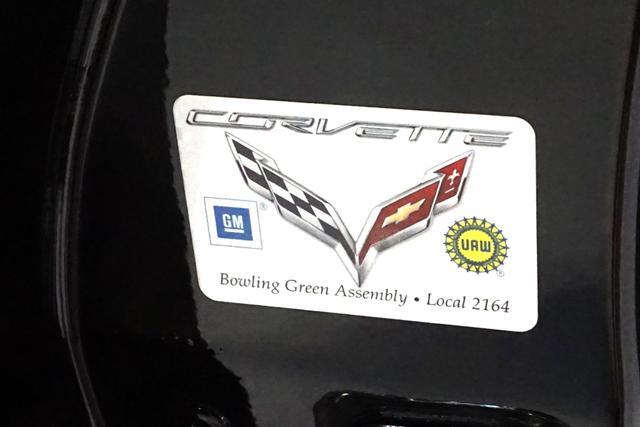 CORVETTE
GM ®
UAW ®
Bowling Green Assembly • Local 2164